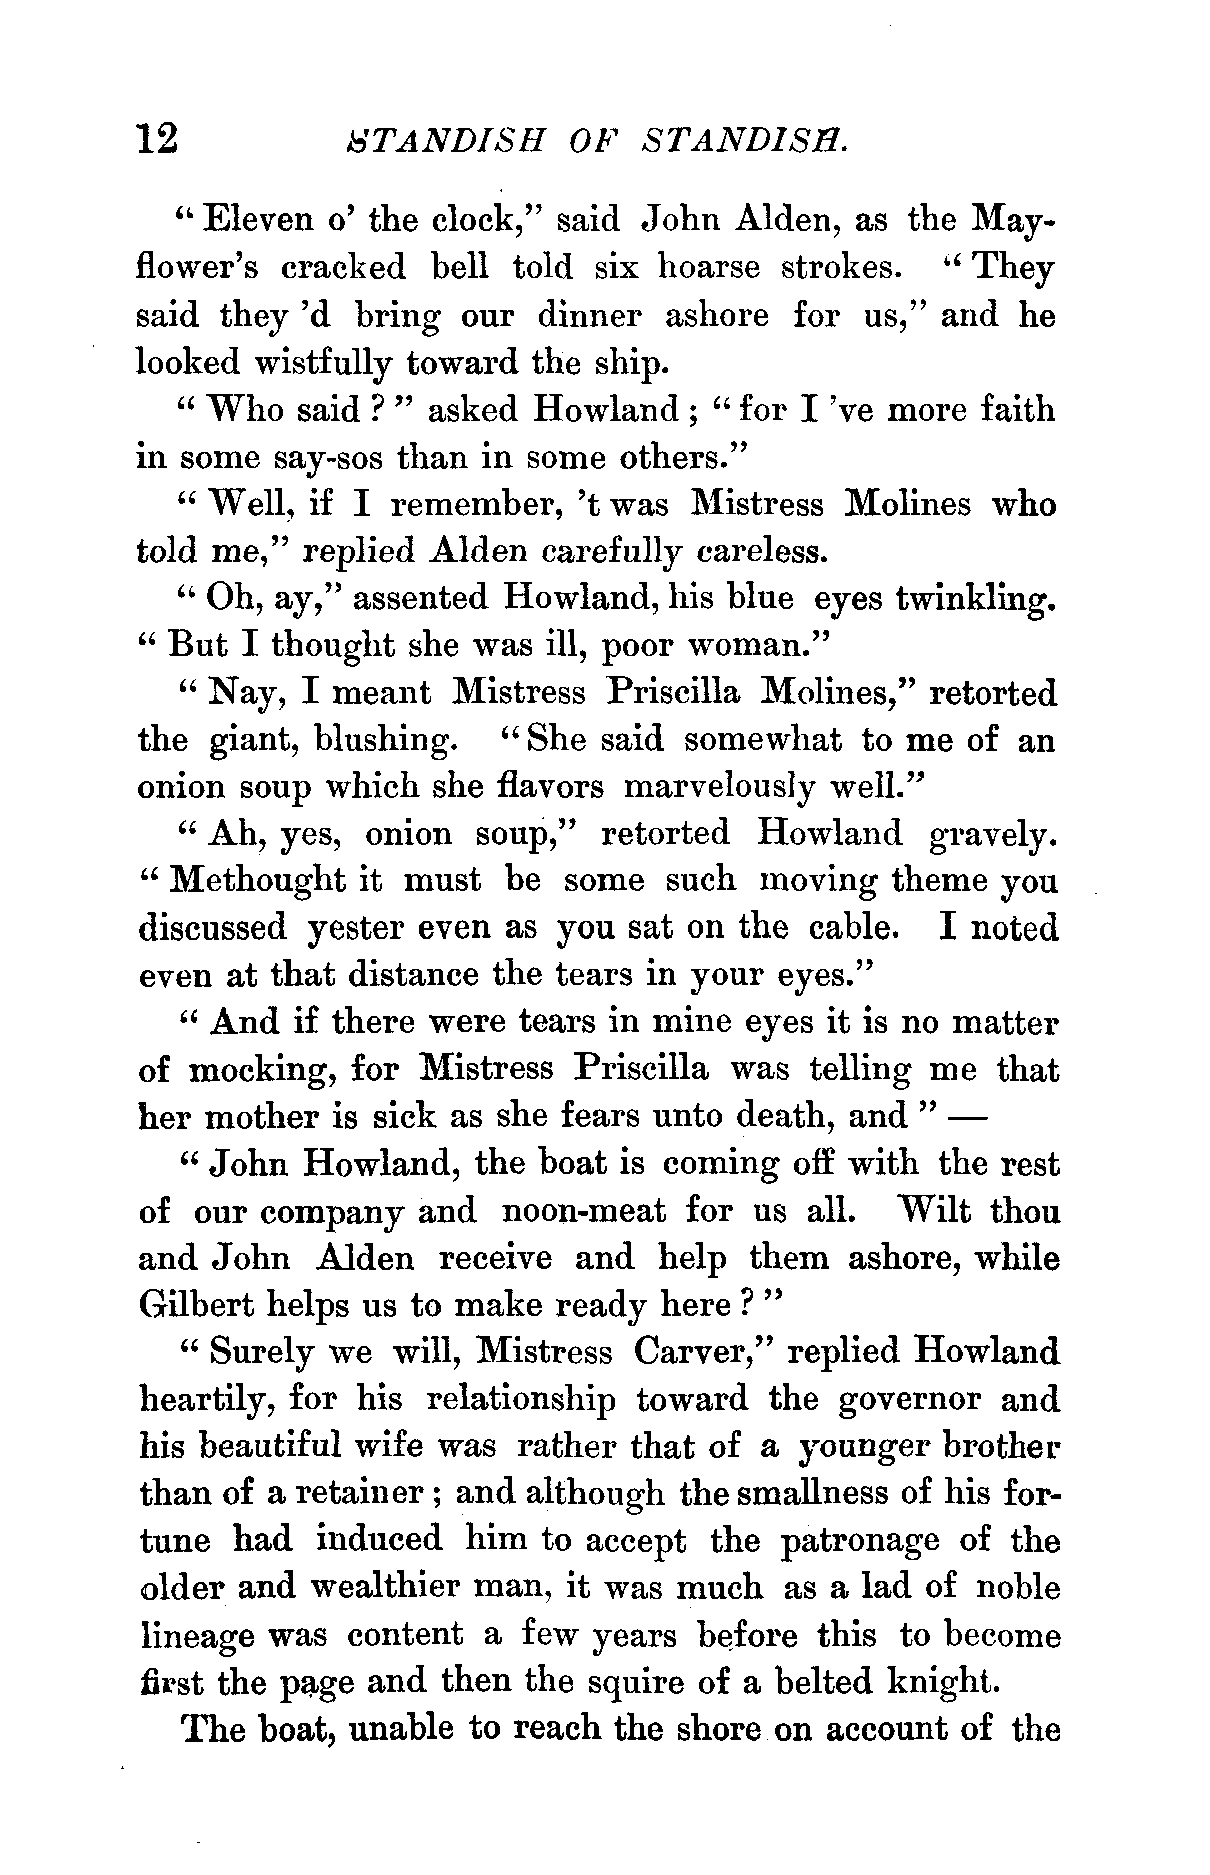 12 STANDISH OF STANDISH.
" Eleven o' the clock," said John Alden, as the May-
flower's cracked bell told six hoarse strokes. " They
said they 'd bring our dinner ashore for us," and he
looked wistfully toward the ship.
" Who said ? " asked Howland ; " for I 've more faith
in some say-sos than in some others."
" Well, if I remember, 't was Mistress Molines who
told me," replied Alden carefully careless.
" Oh, ay," assented Howland, his blue eyes twinkling.
" But I thought she was ill, poor woman."
" Nay, I meant Mistress Priscilla Molines," retorted
the giant, blushing. " She said somewhat to me of an
onion soup which she flavors marvelously well."
" Ah, yes, onion soup," retorted Howland gravely.
" Methought it must be some such moving theme you
discussed yester even as you sat on the cable. I noted
even at that distance the tears in your eyes."
" And if there were tears in mine eyes it is no matter
of mocking, for Mistress Priscilla was telling me that
her mother is sick as she fears unto death, and " —
" John Howland, the boat is coming off with the rest
of our company and noon-meat for us all. Wilt thou
and John Alden receive and help them ashore, while
Gilbert helps us to make ready here ? "
" Surely we will, Mistress Carver," replied Howland
heartily, for his relationship toward the governor and
his beautiful wife was rather that of a younger brother
than of a retainer ; and although the smallness of his for-
tune had induced him to accept the patronage of the
older and wealthier man, it was much as a lad of noble
lineage was content a few years before this to become
first the page and then the squire of a belted knight.
The boat, unable to reach the shore on account of the